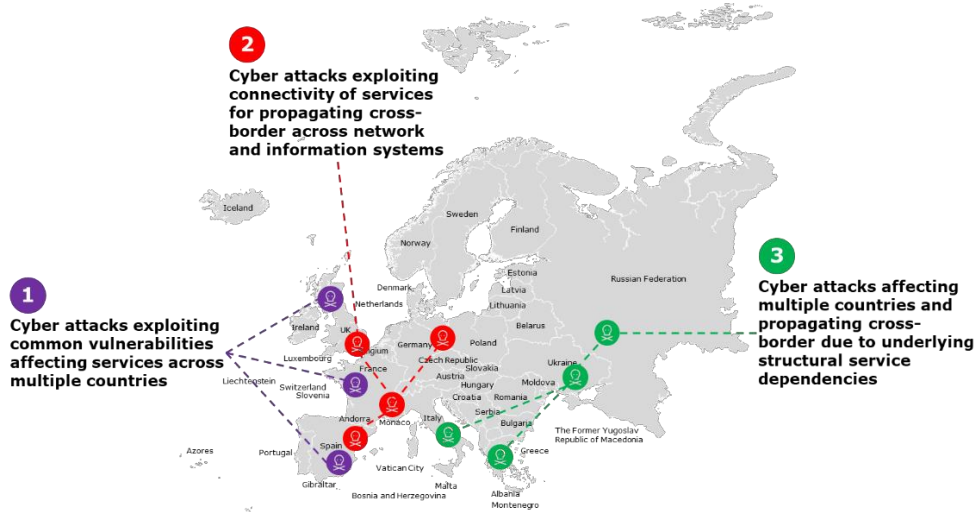 2
Cyber attacks exploiting
connectivity of services
for propagating cross-
border across network
and information systems
1
Cyber attacks exploiting
common vulnerabilities
affecting services across
multiple countries
3
Cyber attacks affecting
multiple countries and
propagating cross-
border due to underlying
structural service
dependencies
Iceland
Sweden
Norway
Finland
Russian Federation
Estonia
Latvia
Lithuania
Denmark
Netherlands
Ireland
UK
Belarus
Luxembourg
Germany
Poland
France
Czech Republic
Slovakia
Ukraine
Liechtenstein
Switzerland
Slovenia
Austria
Hungary
Moldova
Croatia
Romania
Serbia
Bulgaria
Andorra
Monaco
Italy
The Former Yugoslav
Republic of Macedonia
Azores
Portugal
Spain
Greece
Vatican City
Gibraltar
Bosnia and Herzegovina
Malta
Albania
Montenegro